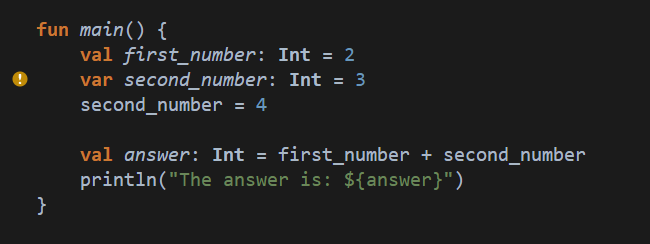 fun main() {
    val first_number: Int = 2
    var second_number: Int = 3
    second_number = 4

    val answer: Int = first_number + second_number
    println("The answer is: ${answer}")
}